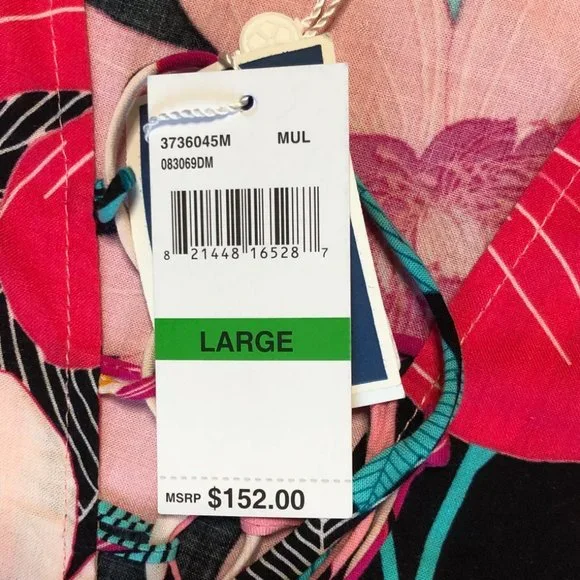 3736045M MUL
083069DM
8 21448 16528 7
LARGE
MSRP $152.00